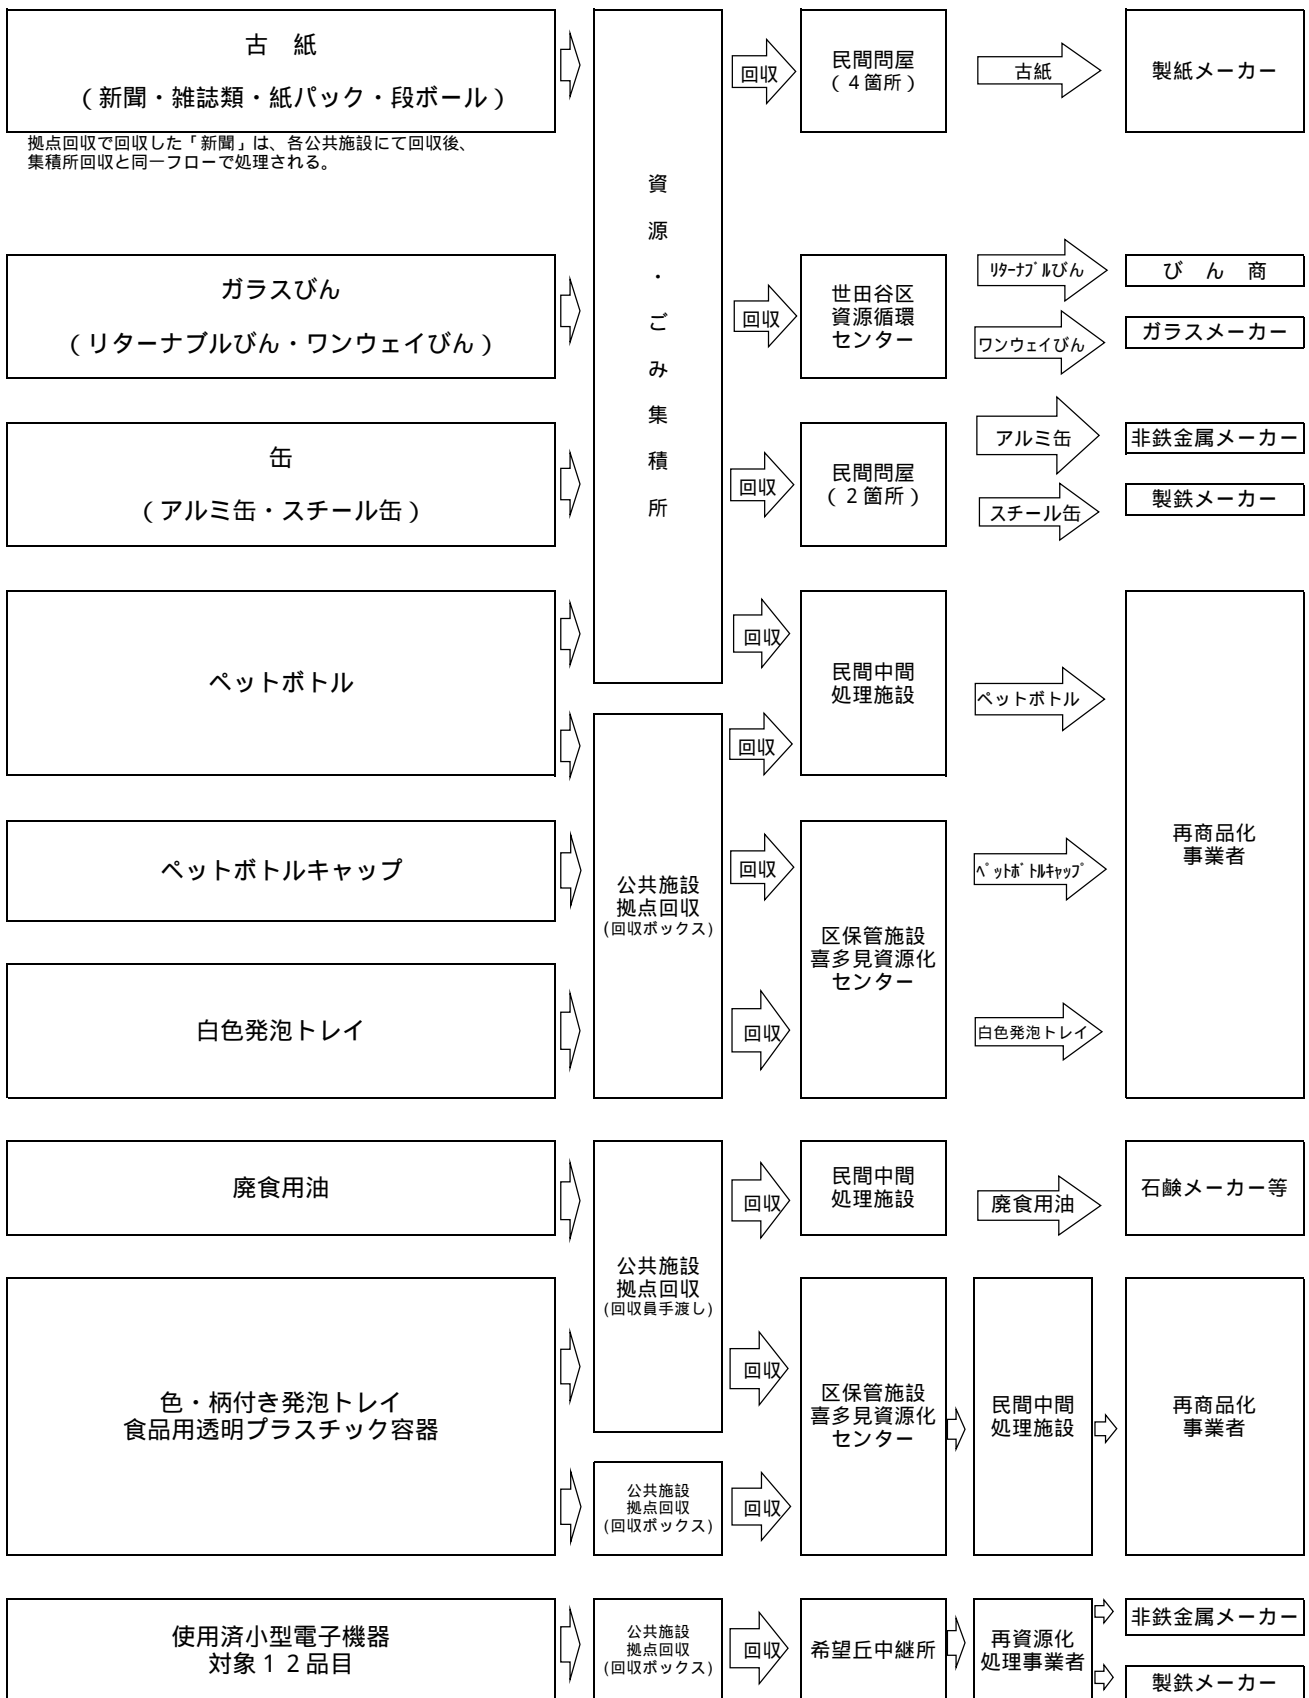 古　紙
（新聞・雑誌類・紙パック・段ボール）
拠点回収で回収した「新聞」は、各公共施設にて回収後、
集積所回収と同一フローで処理される。
資源・ごみ集積所
回収
民間問屋
（４箇所）
古紙
製紙メーカー
ガラスびん
（リターナブルびん・ワンウェイびん）
回収
世田谷区
資源循環
センター
ﾘﾀｰﾅﾌﾞﾙびん
び　ん　商
ワンウェイびん
ガラスメーカー
缶
（アルミ缶・スチール缶）
回収
民間問屋
（２箇所）
アルミ缶
非鉄金属メーカー
スチール缶
製鉄メーカー
ペットボトル
回収
回収
民間中間
処理施設
ペットボトル
再商品化
事業者
ペットボトルキャップ
公共施設
拠点回収
(回収ボックス)
回収
ﾍﾟｯﾄﾎﾞﾄﾙｷｬｯﾌﾟ
区保管施設
喜多見資源化
センター
白色発泡トレイ
回収
白色発泡トレイ
廃食用油
公共施設
拠点回収
(回収員手渡し)
回収
民間中間
処理施設
廃食用油
石鹸メーカー等
色・柄付き発泡トレイ
食品用透明プラスチック容器
回収
公共施設
拠点回収
(回収ボックス)
回収
区保管施設
喜多見資源化
センター
民間中間
処理施設
再商品化
事業者
使用済小型電子機器
対象１２品目
公共施設
拠点回収
(回収ボックス)
回収
希望丘中継所
再資源化
処理事業者
非鉄金属メーカー
製鉄メーカー